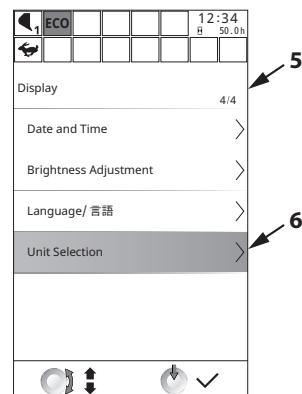 1 ECO 12:34
50.0h
5
Display
4/4
Date and Time
Brightness Adjustment
Language/ 言語
6
Unit Selection